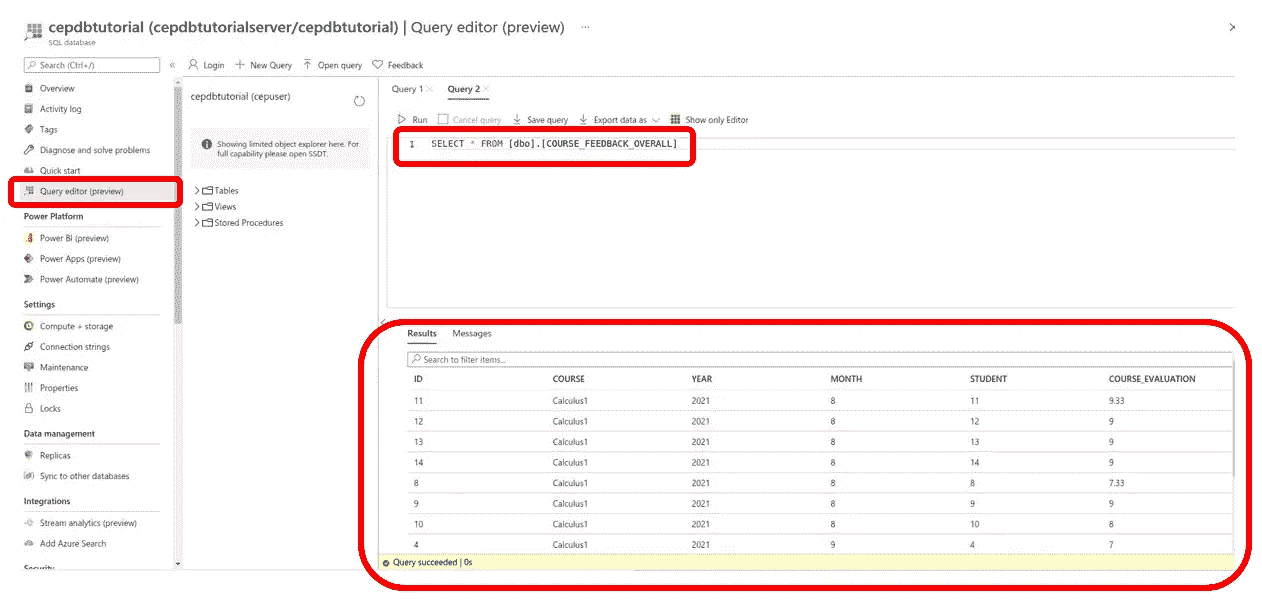 cepdbtutorial (cepdbtutorialserver/cepdbtutorial) | Query editor (preview) ...
SQL database
Search (Ctrl+/)
«
Login
New Query
Open query
Feedback
Overview
Activity log
Tags
Diagnose and solve problems
Quick start
Query editor (preview)
Power Platform
Power BI (preview)
Power Apps (preview)
Power Automate (preview)
Settings
Compute + storage
Connection strings
Maintenance
Properties
Locks
Data management
Replicas
Sync to other databases
Integrations
Stream analytics (preview)
Add Azure Search
Security
cepdbtutorial (cepuser)
Showing limited object explorer here. For
full capability please open SSDT.
Tables
Views
Stored Procedures
Query 1 Query 2
Run Cancel query Save query Export data as Show only Editor
1 SELECT * FROM [dbo].[COURSE_FEEDBACK_OVERALL]
Results Messages
Search to filter items...
ID COURSE YEAR MONTH STUDENT COURSE_EVALUATION
11 Calculus1 2021 8 11 9.33
12 Calculus1 2021 8 12 9
13 Calculus1 2021 8 13 9
14 Calculus1 2021 8 14 9
8 Calculus1 2021 8 8 7.33
9 Calculus1 2021 8 9 9
10 Calculus1 2021 8 10 8
4 Calculus1 2021 9 4 7
Query succeeded | 0s